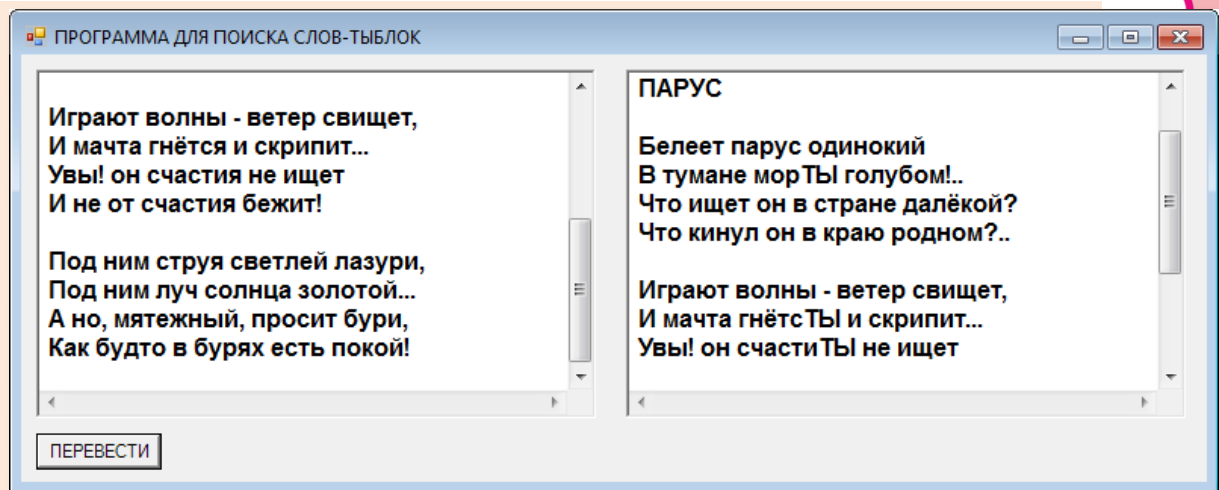 ПРОГРАММА ДЛЯ ПОИСКА СЛОВ-ТЫБЛОК
Играют волны - ветер свищет,
И мачта гнётся и скрипит...
Увы! он счастия не ищет
И не от счастия бежит!
Под ним струя светлей лазури,
Под ним луч солнца золотой...
А но, мятежный, просит бури,
Как будто в бурях есть покой!
ПАРУС
Белеет парус одинокий
В тумане морТЫ голубом!..
Что ищет он в стране далёкой?
Что кинул он в краю родном?..
Играют волны - ветер свищет,
И мачта гнётсТЫ и скрипит...
Увы! он счастиТЫ не ищет
ПЕРЕВЕСТИ